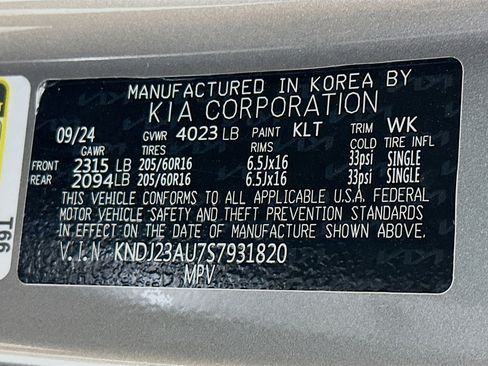 MANUFACTURED IN KOREA BY
KIA CORPORATION
09/24 GVWR 4023 LB PAINT KLT TRIM WK
GAWR TIRES RIMS COLD TIRE INFL
FRONT 2315 LB 205/60R16 6.5Jx16 33psi SINGLE
REAR 2094LB 205/60R16 6.5Jx16 33psi SINGLE
THIS VEHICLE CONFORMS TO ALL APPLICABLE U.S.A. FEDERAL
MOTOR VEHICLE SAFETY AND THEFT PREVENTION STANDARDS
IN EFFECT ON THE DATE OF MANUFACTURE SHOWN ABOVE.
V.I.N. KNDJ23AU7S7931820
MPV
T66